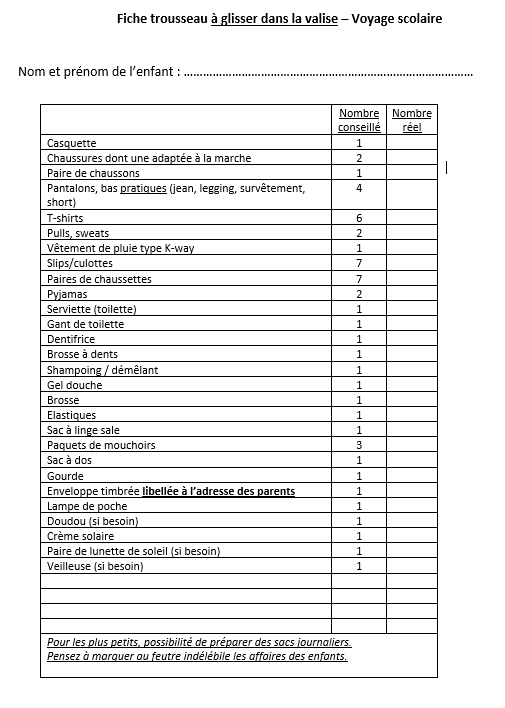 Fiche trousseau à glisser dans la valise – Voyage scolaire
Nom et prénom de l'enfant : ……………………………………………………………………………
Nombre conseillé
Nombre réel
Casquette 1
Chaussures dont une adaptée à la marche 2
Paire de chaussons 1
Pantalons, bas pratiques (jean, legging, survêtement, 4
short)
T-shirts 6
Pulls, sweats 2
Vêtement de pluie type K-way 1
Slips/culottes 7
Paires de chaussettes 7
Pyjamas 2
Serviette (toilette) 1
Gant de toilette 1
Dentifrice 1
Brosse à dents 1
Shampoing / démêlant 1
Gel douche 1
Brosse 1
Elastiques 1
Sac à linge sale 1
Paquets de mouchoirs 3
Sac à dos 1
Gourde 1
Enveloppe timbrée libellée à l'adresse des parents 1
Lampe de poche 1
Doudou (si besoin) 1
Crème solaire 1
Paire de lunette de soleil (si besoin) 1
Veilleuse (si besoin) 1
Pour les plus petits, possibilité de préparer des sacs journaliers.
Pensez à marquer au feutre indélébile les affaires des enfants.